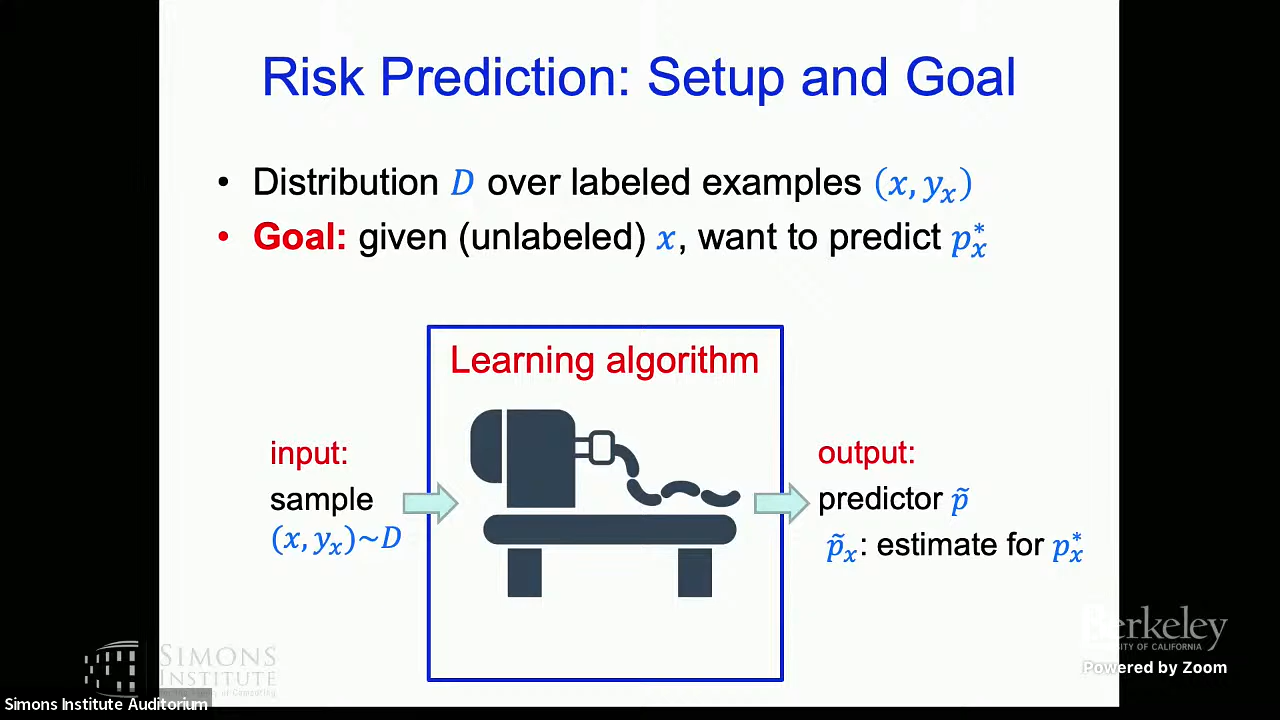 Risk Prediction: Setup and Goal
• Distribution D over labeled examples (x, yₓ)
• Goal: given (unlabeled) x, want to predict pₓ*
Learning algorithm
input:
sample
(x, yₓ)~D
output:
predictor p̃
p̃ₓ: estimate for pₓ*
SIMONS
INSTITUTE
Berkeley
UNIVERSITY OF CALIFORNIA
Powered by Zoom
Simons Institute Auditorium